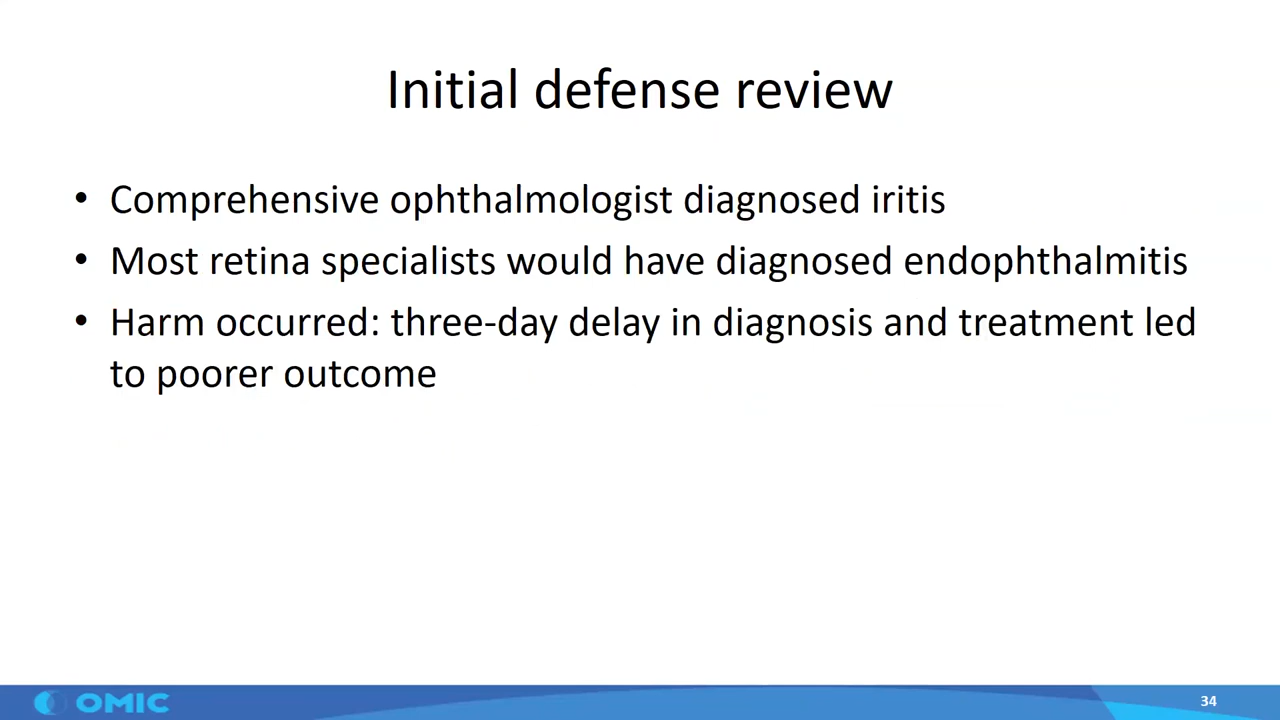 Initial defense review
• Comprehensive ophthalmologist diagnosed iritis
• Most retina specialists would have diagnosed endophthalmitis
• Harm occurred: three-day delay in diagnosis and treatment led
to poorer outcome
OMIC
34